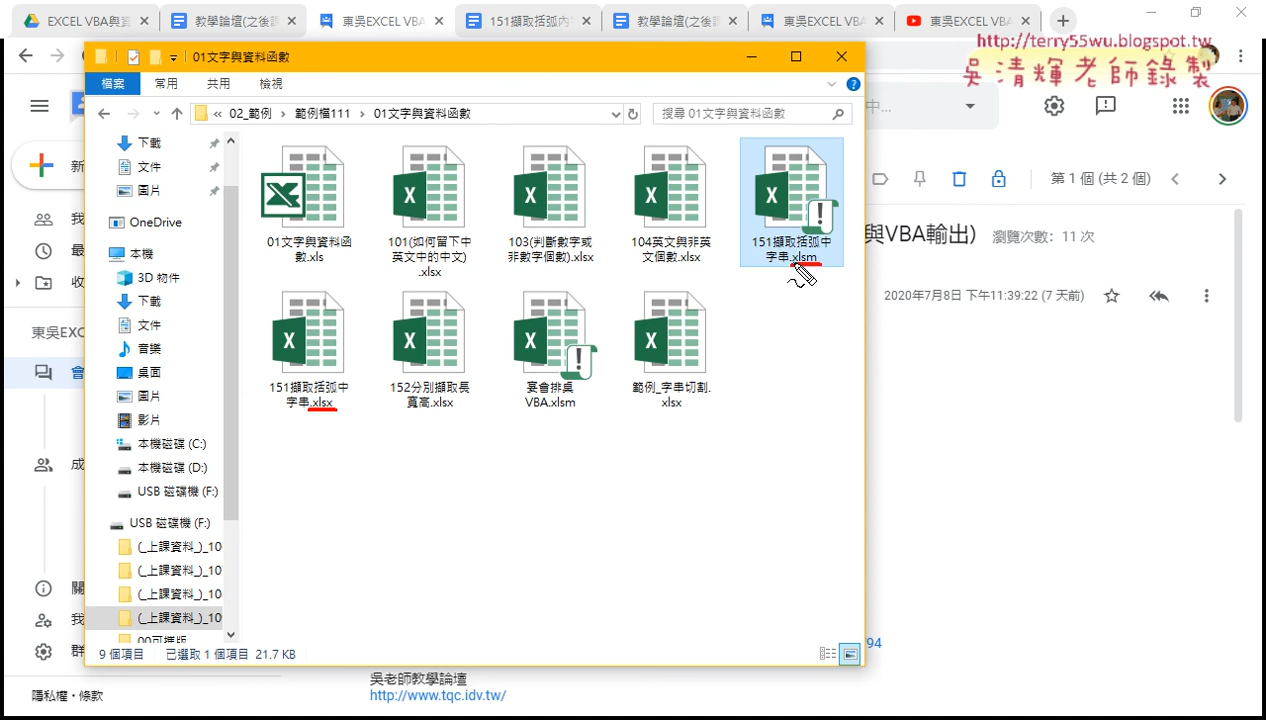 EXCEL VBA與資
教學論壇(之後課
東吳EXCEL VB
151擷取括弧內
教學論壇(之後課
東吳EXCEL VBA
東吳EXCEL VB
http://terry55wu.blogspot.tw
吳清輝老師錄製
01文字與資料函數
檔案
常用
共用
檢視
« 02_範例 › 範例檔111 › 01文字與資料函數
搜尋 01文字與資料函數
中...
下載
文件
圖片
OneDrive
本機
3D 物件
下載
文件
音樂
桌面
圖片
影片
本機磁碟 (C:)
本機磁碟 (D:)
USB 磁碟機 (F:)
USB 磁碟機 (F:)
(_上課資料_)_10
(_上課資料_)_10
(_上課資料_)_10
(_上課資料_)_10
01文字與資料函
數.xls
101(如何留下中
英文中的中文)
.xlsx
103(判斷數字或
非數字個數).xlsx
104英文與非英
文個數.xlsx
151擷取括弧中
字串.xlsm
151擷取括弧中
字串.xlsx
152分別擷取長
寬高.xlsx
宴會排桌
VBA.xlsm
範例_字串切割.
xlsx
9 個項目
已選取 1 個項目 21.7 KB
新
我
最
收
東吳EXC
會
成
關
我
群
隱私權・條款
第 1 個 (共 2 個)
與VBA輸出)
瀏覽次數：11 次
2020年7月8日 下午11:39:22 (7 天前)
94
吳老師教學論壇
http://www.tqc.idv.tw/